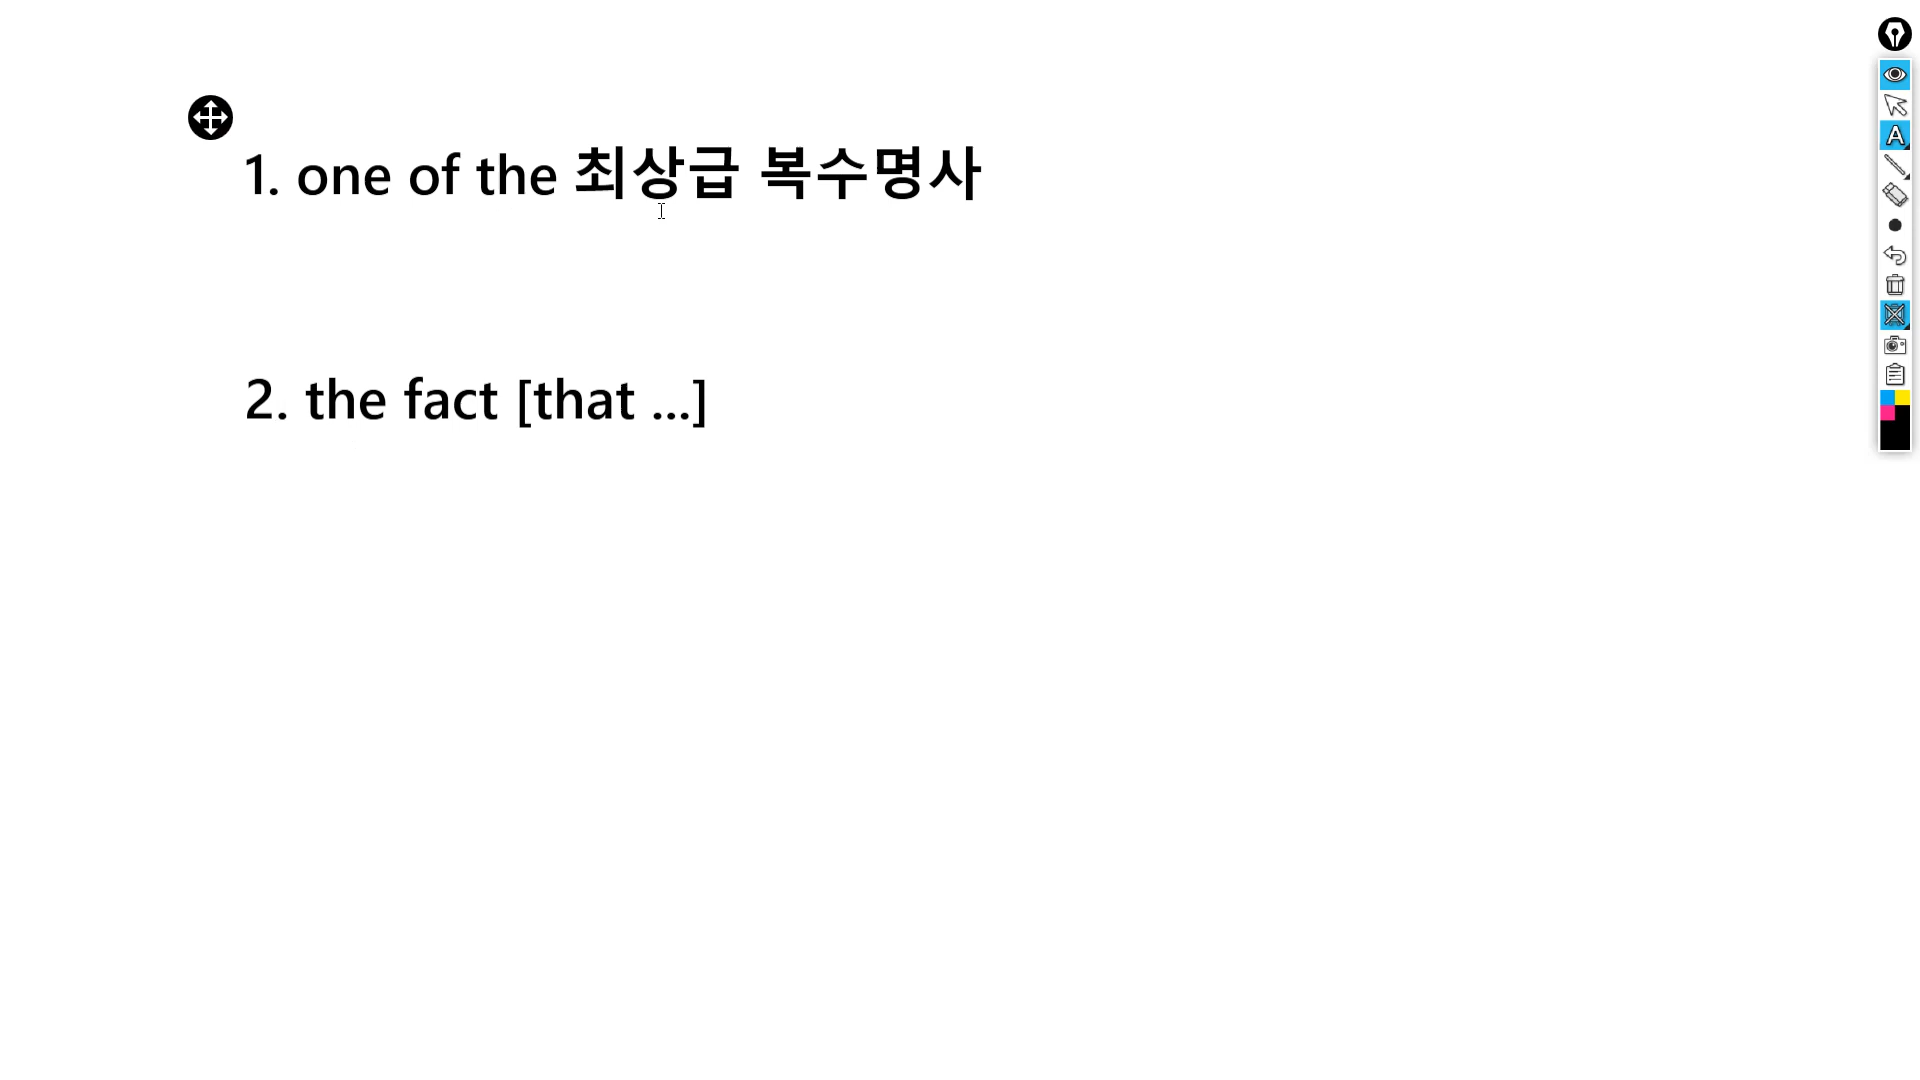 1. one of the 최상급 복수명사
2. the fact [that ...]